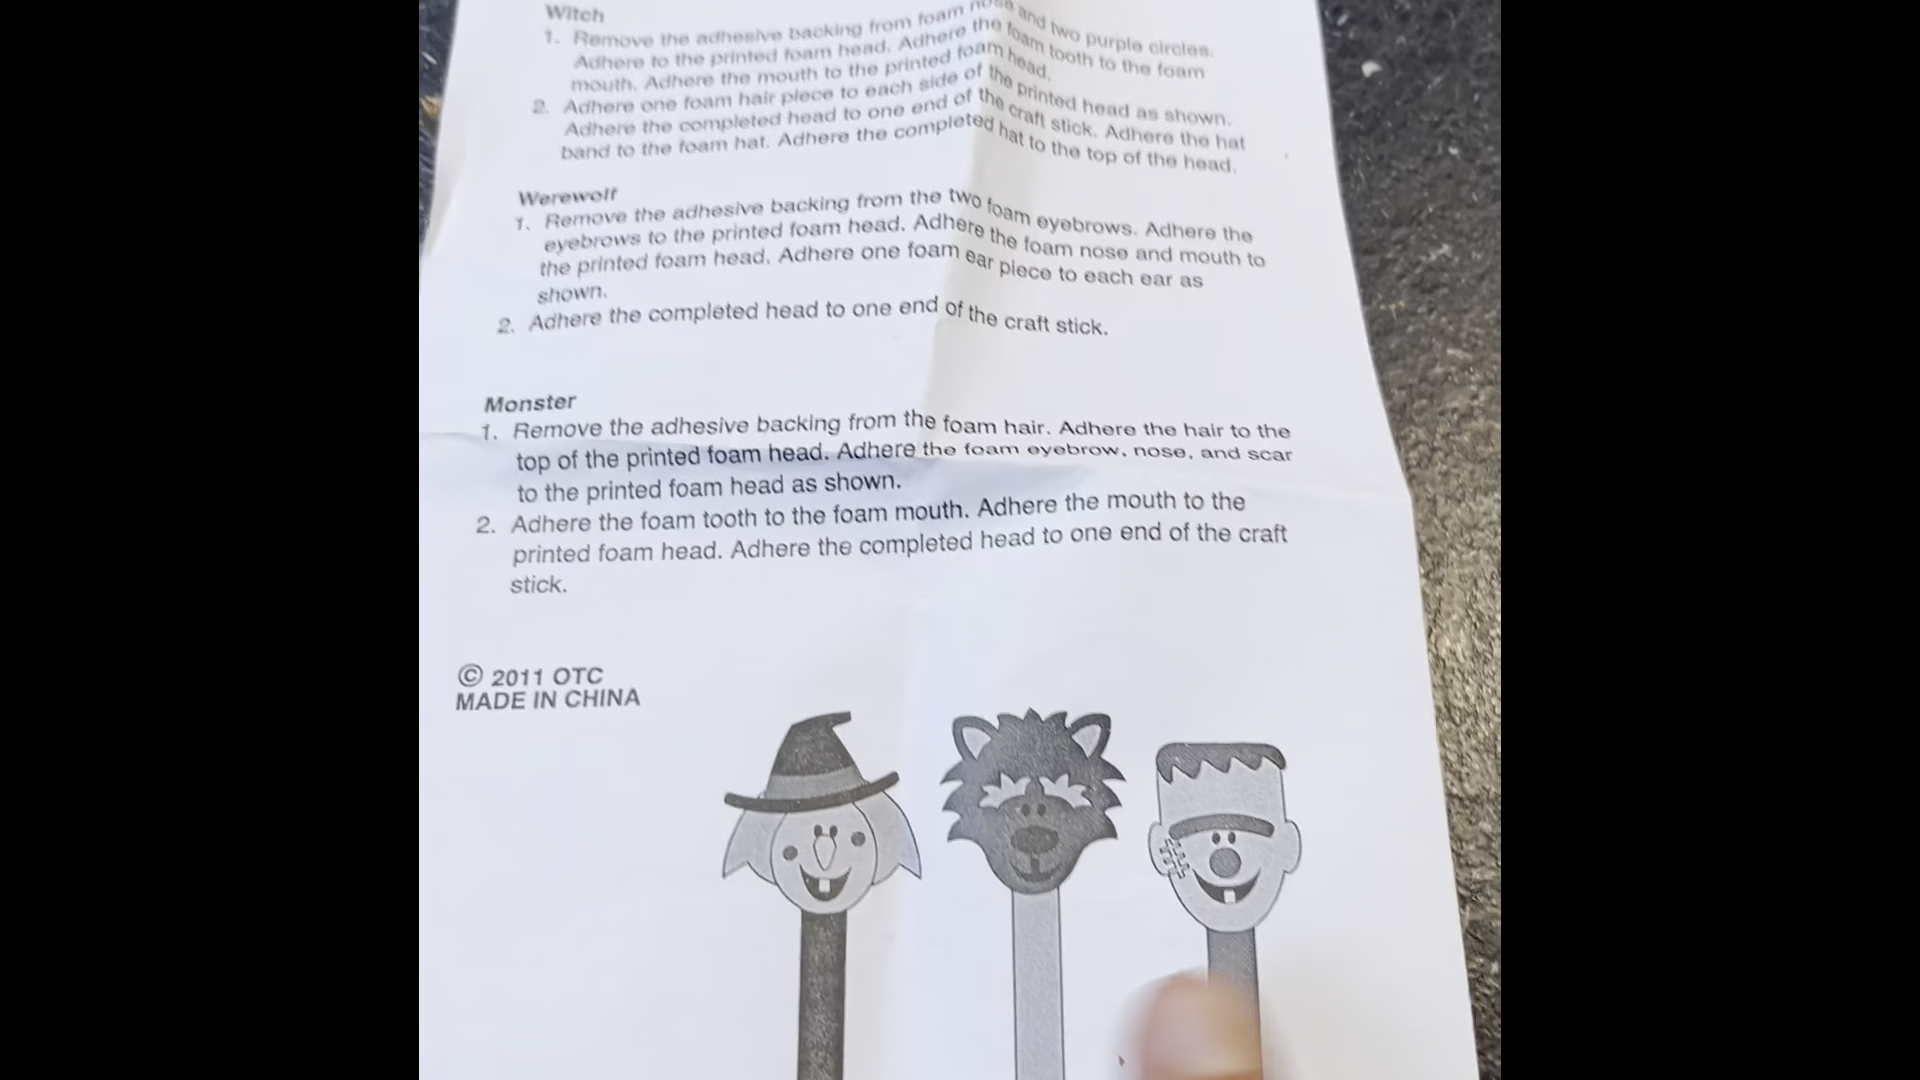 Witch
1. Remove the adhesive backing from foam nose and two purple circles.
Adhere to the printed foam head. Adhere the foam tooth to the foam
mouth. Adhere the mouth to the printed foam head.
2. Adhere one foam hair piece to each side of the printed head as shown.
Adhere the completed head to one end of the craft stick. Adhere the hat
band to the foam hat. Adhere the completed hat to the top of the head.
Werewolf
1. Remove the adhesive backing from the two foam eyebrows. Adhere the
eyebrows to the printed foam head. Adhere the foam nose and mouth to
the printed foam head. Adhere one foam ear piece to each ear as
shown.
2. Adhere the completed head to one end of the craft stick.
Monster
1. Remove the adhesive backing from the foam hair. Adhere the hair to the
top of the printed foam head. Adhere the foam eyebrow, nose, and scar
to the printed foam head as shown.
2. Adhere the foam tooth to the foam mouth. Adhere the mouth to the
printed foam head. Adhere the completed head to one end of the craft
stick.
© 2011 OTC
MADE IN CHINA